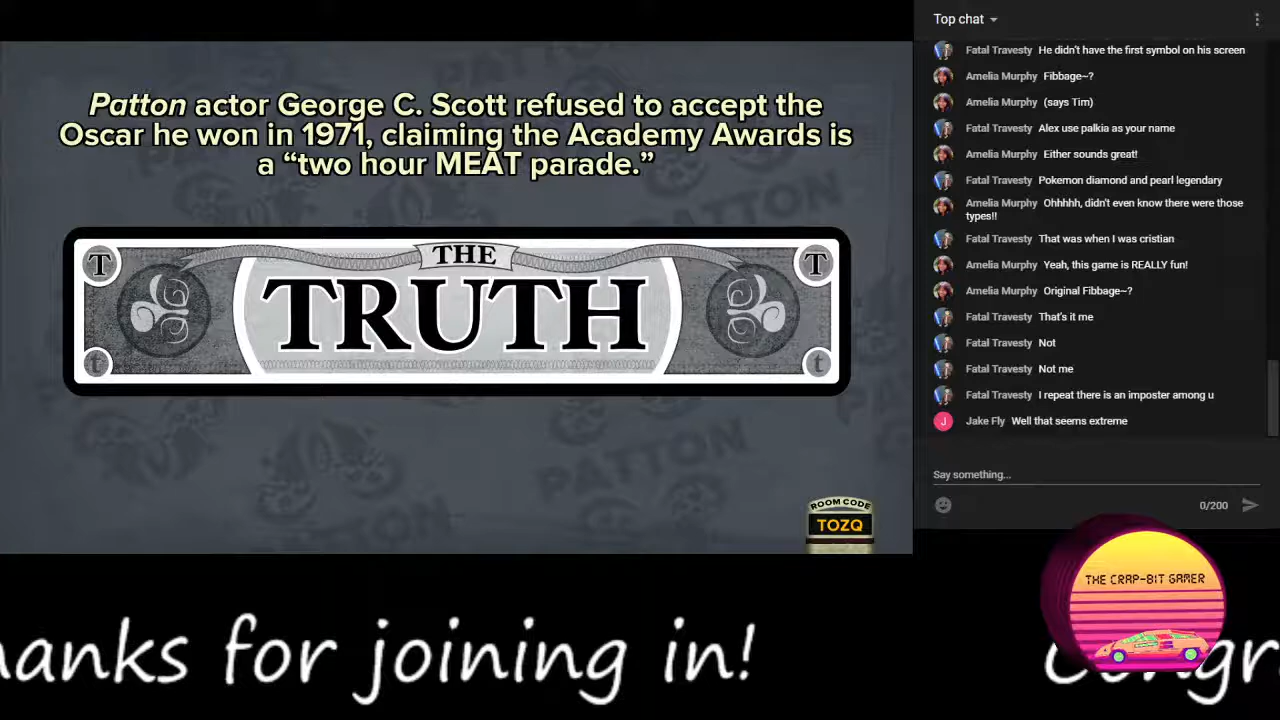 Patton actor George C. Scott refused to accept the
Oscar he won in 1971, claiming the Academy Awards is
a “two hour MEAT parade.”
T
T
THE
TRUTH
t
t
ROOM CODE
TOZQ
Top chat
Fatal Travesty He didn't have the first symbol on his screen
Amelia Murphy Fibbage~?
Amelia Murphy (says Tim)
Fatal Travesty Alex use palkia as your name
Amelia Murphy Either sounds great!
Fatal Travesty Pokemon diamond and pearl legendary
Amelia Murphy Ohhhhh, didn't even know there were those
types!!
Fatal Travesty That was when I was cristian
Amelia Murphy Yeah, this game is REALLY fun!
Amelia Murphy Original Fibbage~?
Fatal Travesty That's it me
Fatal Travesty Not
Fatal Travesty Not me
Fatal Travesty I repeat there is an imposter among u
J
Jake Fly Well that seems extreme
Say something...
0/200
THE CRAP-BIT GAMER
hanks for joining in!